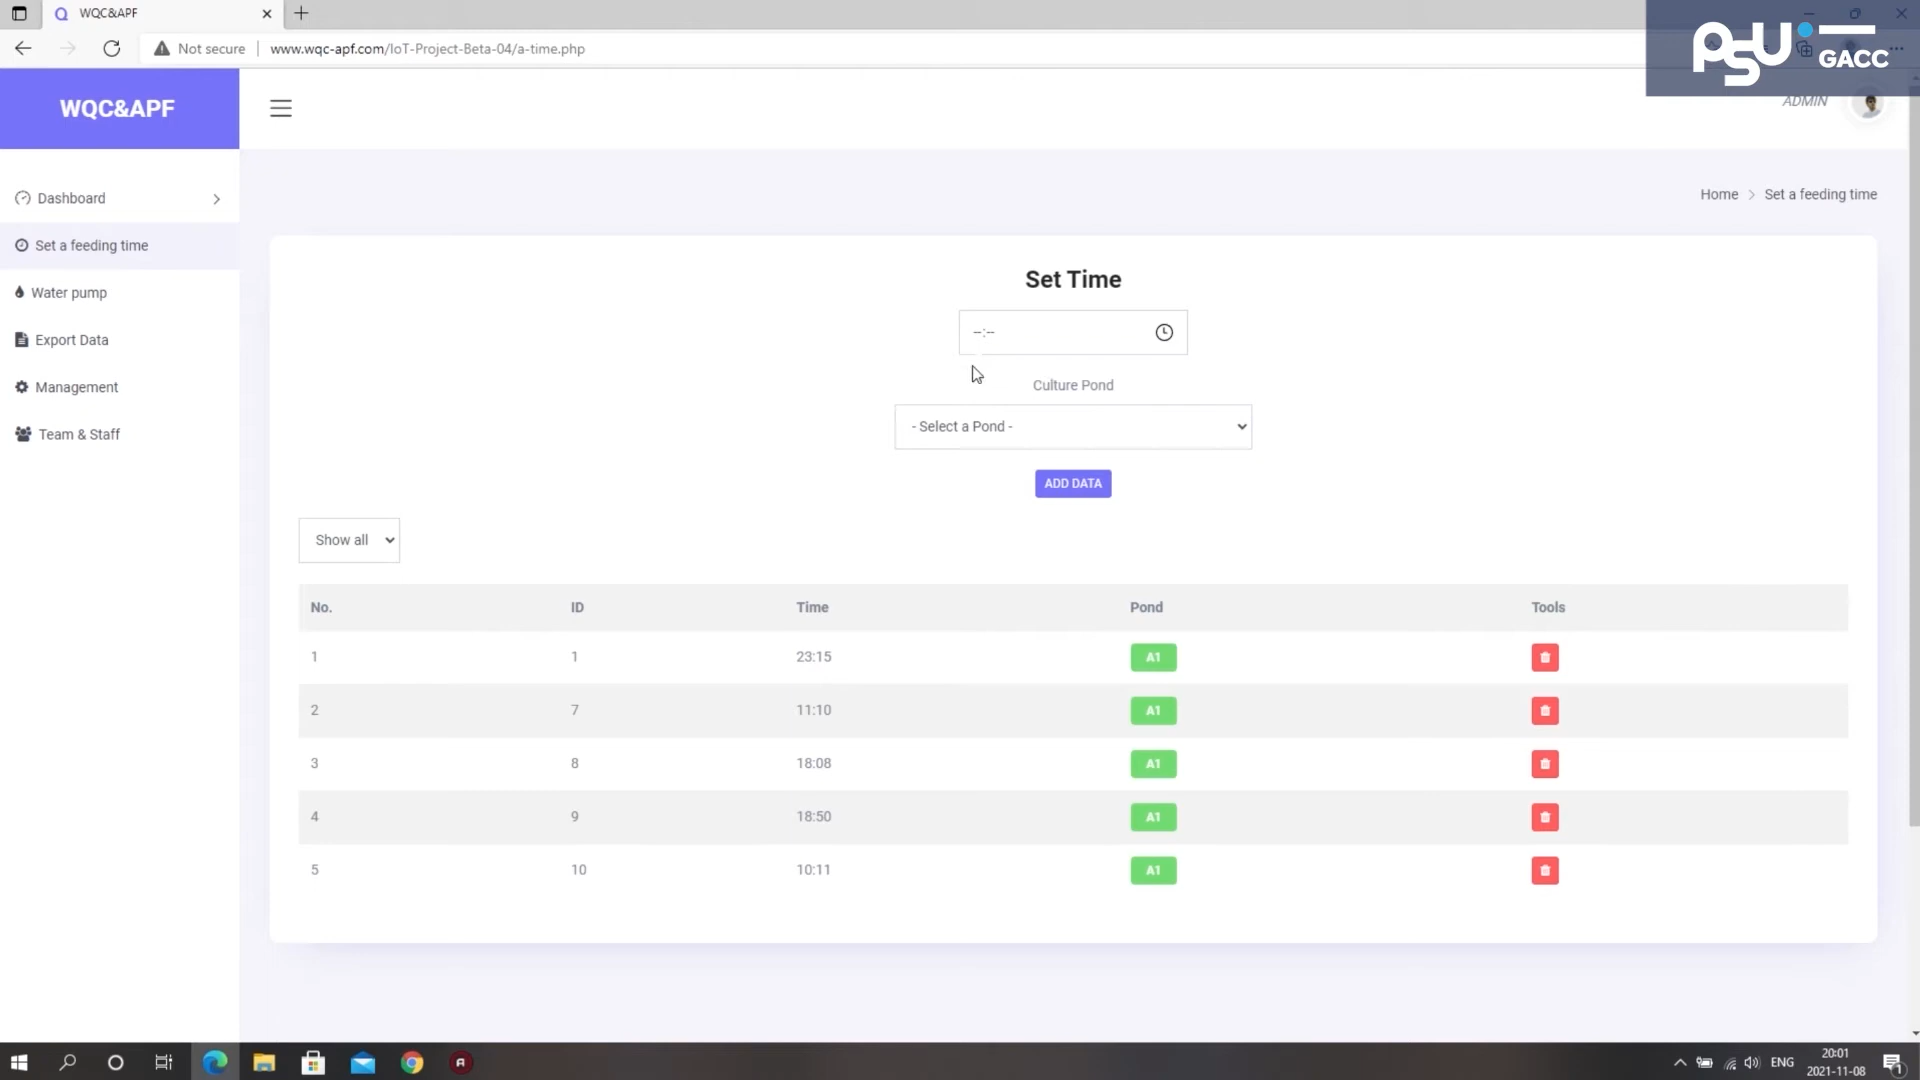 WQC&APF
Not secure
www.wqc-apf.com/IoT-Project-Beta-04/a-time.php
PSU GACC
WQC&APF
ADMIN
Dashboard
Set a feeding time
Water pump
Export Data
Management
Team & Staff
Home > Set a feeding time
Set Time
--:--
Culture Pond
- Select a Pond -
ADD DATA
Show all
No. ID Time Pond Tools
1 1 23:15 A1
2 7 11:10 A1
3 8 18:08 A1
4 9 18:50 A1
5 10 10:11 A1
ENG
20:01
2021-11-08
1